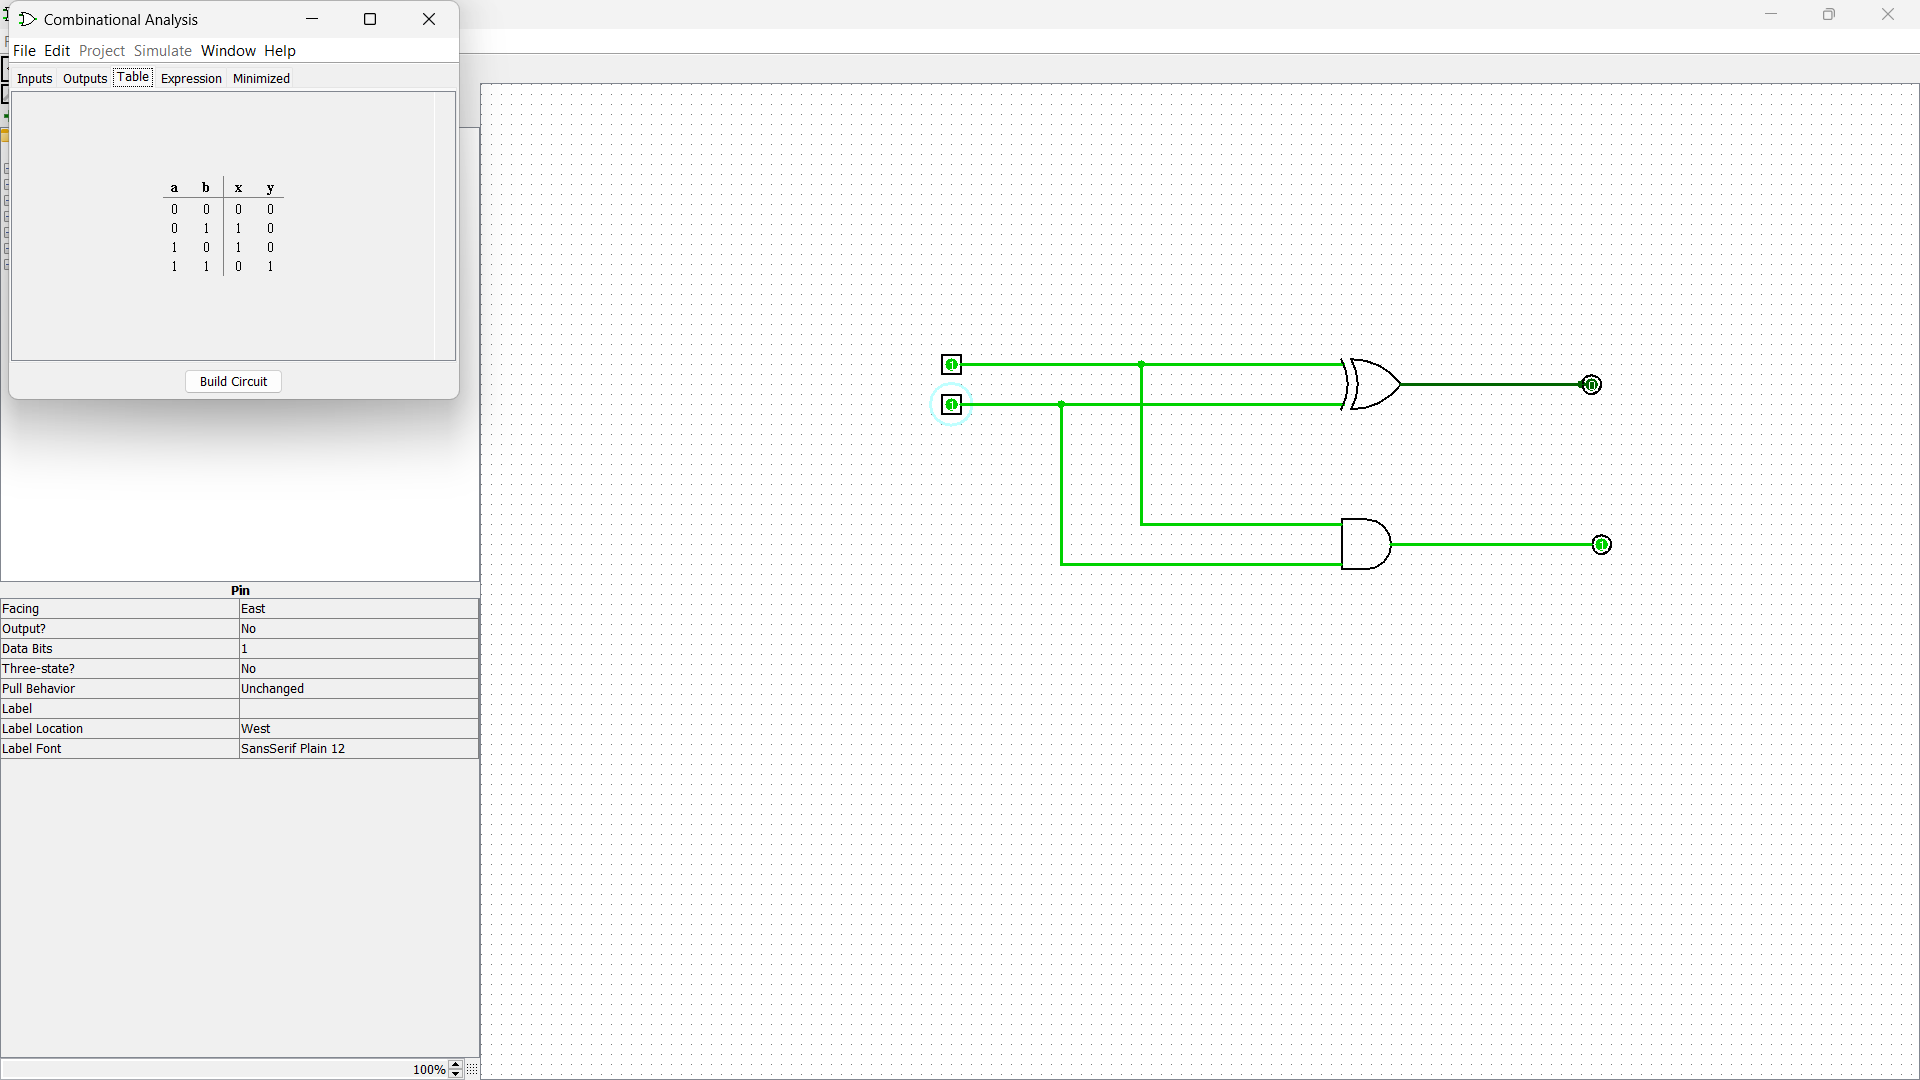 Combinational Analysis
File Edit Project Simulate Window Help
Inputs Outputs Table Expression Minimized
a b x y
0 0 0 0
0 1 1 0
1 0 1 0
1 1 0 1
Build Circuit
1
1
0
1
Pin
Facing East
Output? No
Data Bits 1
Three-state? No
Pull Behavior Unchanged
Label
Label Location West
Label Font SansSerif Plain 12
100%